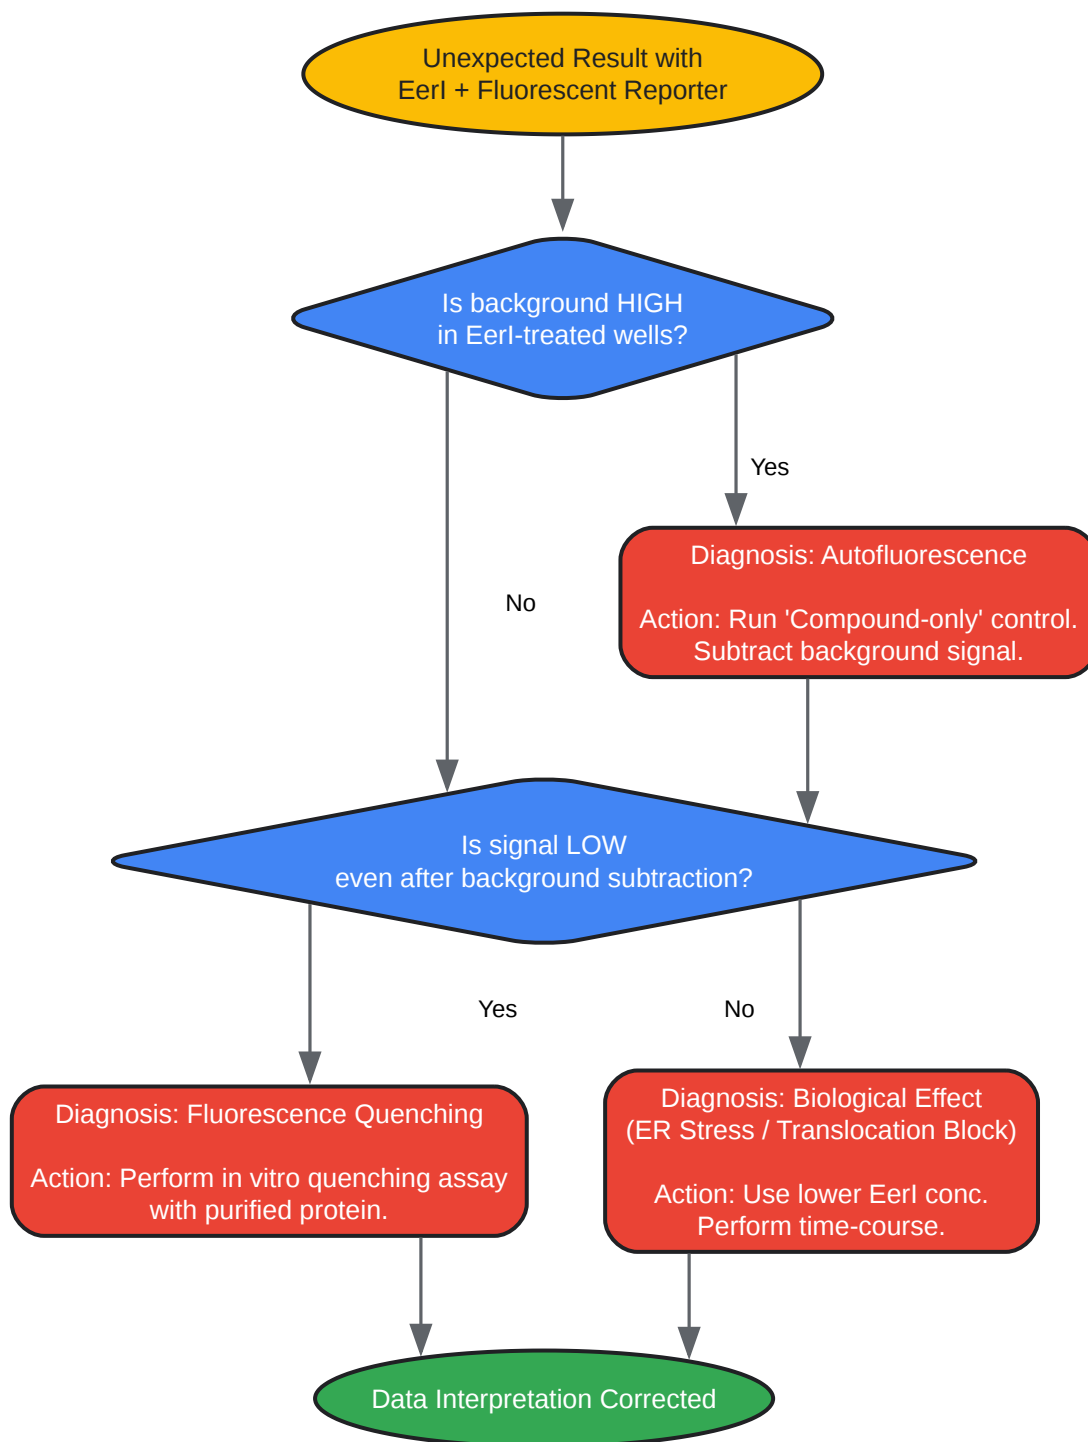 Unexpected Result with
EerI + Fluorescent Reporter
Is background HIGH
in EerI-treated wells?
Yes
No
Diagnosis: Autofluorescence
Action: Run 'Compound-only' control.
Subtract background signal.
Is signal LOW
even after background subtraction?
Yes
No
Diagnosis: Fluorescence Quenching
Action: Perform in vitro quenching assay
with purified protein.
Diagnosis: Biological Effect
(ER Stress / Translocation Block)
Action: Use lower EerI conc.
Perform time-course.
Data Interpretation Corrected